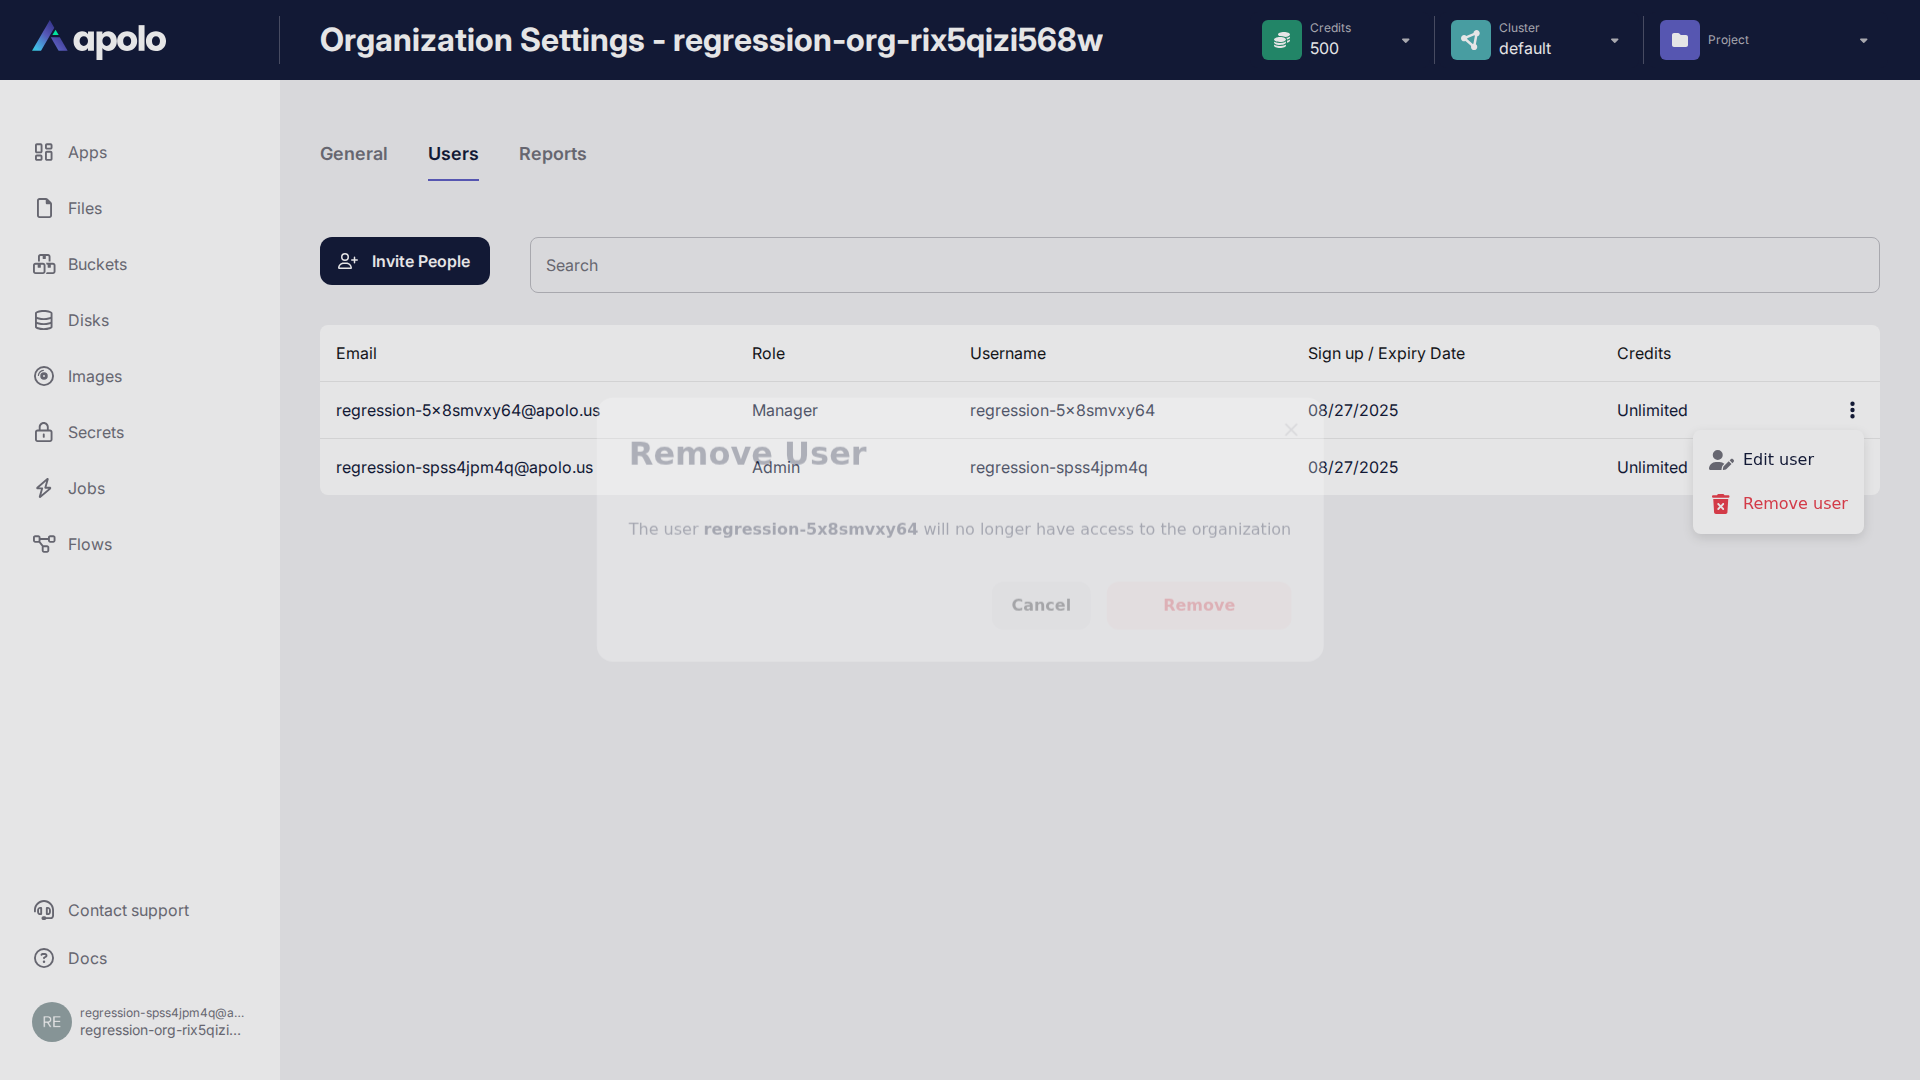 apolo
Organization Settings - regression-org-rix5qizi568w
Credits
500
Cluster
default
Project
Apps
Files
Buckets
Disks
Images
Secrets
Jobs
Flows
General Users Reports
Invite People
Search
Email Role Username Sign up / Expiry Date Credits
regression-5x8smvxy64@apolo.us Manager regression-5x8smvxy64 08/27/2025 Unlimited
regression-spss4jpm4q@apolo.us Admin regression-spss4jpm4q 08/27/2025 Unlimited
Edit user
Remove user
Remove User
The user regression-5x8smvxy64 will no longer have access to the organization
Cancel Remove
Contact support
Docs
RE
regression-spss4jpm4q@a...
regression-org-rix5qizi...